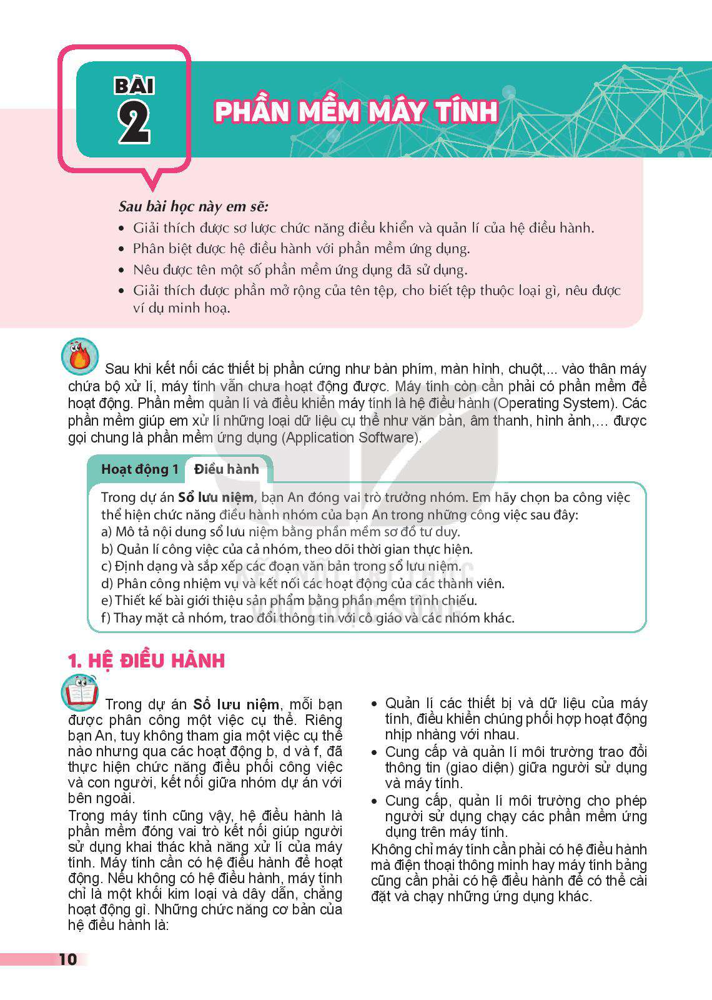 BÀI
2
PHẦN MỀM MÁY TÍNH
Sau bài học này em sẽ:
• Giải thích được sơ lược chức năng điều khiển và quản lí của hệ điều hành.
• Phân biệt được hệ điều hành với phần mềm ứng dụng.
• Nêu được tên một số phần mềm ứng dụng đã sử dụng.
• Giải thích được phần mở rộng của tên tệp, cho biết tệp thuộc loại gì, nêu được
ví dụ minh hoạ.
Sau khi kết nối các thiết bị phần cứng như bàn phím, màn hình, chuột,... vào thân máy
chứa bộ xử lí, máy tính vẫn chưa hoạt động được. Máy tính còn cần phải có phần mềm để
hoạt động. Phần mềm quản lí và điều khiển máy tính là hệ điều hành (Operating System). Các
phần mềm giúp em xử lí những loại dữ liệu cụ thể như văn bản, âm thanh, hình ảnh,... được
gọi chung là phần mềm ứng dụng (Application Software).
Hoạt động 1 Điều hành
Trong dự án Sổ lưu niệm, bạn An đóng vai trò trưởng nhóm. Em hãy chọn ba công việc
thể hiện chức năng điều hành nhóm của bạn An trong những công việc sau đây:
a) Mô tả nội dung sổ lưu niệm bằng phần mềm sơ đồ tư duy.
b) Quản lí công việc của cả nhóm, theo dõi thời gian thực hiện.
c) Định dạng và sắp xếp các đoạn văn bản trong sổ lưu niệm.
d) Phân công nhiệm vụ và kết nối các hoạt động của các thành viên.
e) Thiết kế bài giới thiệu sản phẩm bằng phần mềm trình chiếu.
f) Thay mặt cả nhóm, trao đổi thông tin với cô giáo và các nhóm khác.
KẾT NỐI TRI THỨC
VỚI CUỘC SỐNG
1. HỆ ĐIỀU HÀNH
Trong dự án Sổ lưu niệm, mỗi bạn
được phân công một việc cụ thể. Riêng
bạn An, tuy không tham gia một việc cụ thể
nào nhưng qua các hoạt động b, d và f, đã
thực hiện chức năng điều phối công việc
và con người, kết nối giữa nhóm dự án với
bên ngoài.
Trong máy tính cũng vậy, hệ điều hành là
phần mềm đóng vai trò kết nối giúp người
sử dụng khai thác khả năng xử lí của máy
tính. Máy tính cần có hệ điều hành để hoạt
động. Nếu không có hệ điều hành, máy tính
chỉ là một khối kim loại và dây dẫn, chẳng
hoạt động gì. Những chức năng cơ bản của
hệ điều hành là:
• Quản lí các thiết bị và dữ liệu của máy
tính, điều khiển chúng phối hợp hoạt động
nhịp nhàng với nhau.
• Cung cấp và quản lí môi trường trao đổi
thông tin (giao diện) giữa người sử dụng
và máy tính.
• Cung cấp, quản lí môi trường cho phép
người sử dụng chạy các phần mềm ứng
dụng trên máy tính.
Không chỉ máy tính cần phải có hệ điều hành
mà điện thoại thông minh hay máy tính bảng
cũng cần phải có hệ điều hành để có thể cài
đặt và chạy những ứng dụng khác.
10